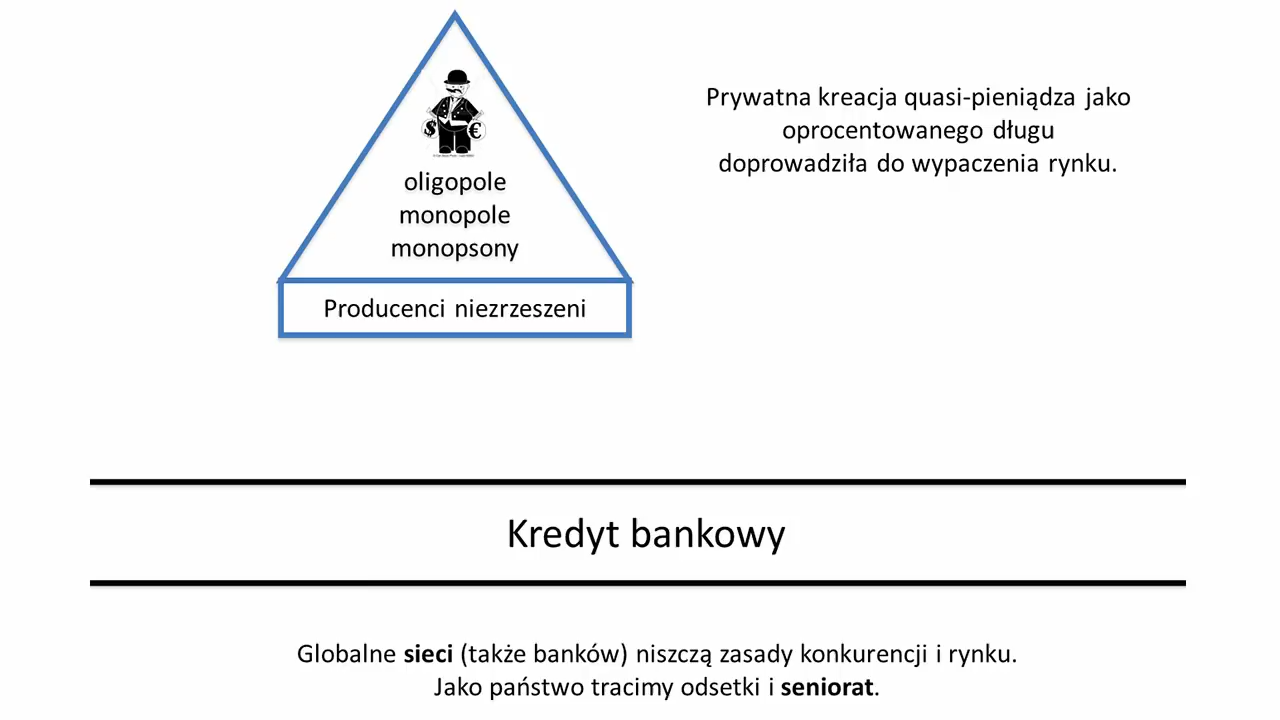 Prywatna kreacja quasi-pieniądza jako
oprocentowanego długu
doprowadziła do wypaczenia rynku.
$ €
oligopole
monopole
monopsony
Producenci niezrzeszeni
Kredyt bankowy
Globalne sieci (także banków) niszczą zasady konkurencji i rynku.
Jako państwo tracimy odsetki i seniorat.